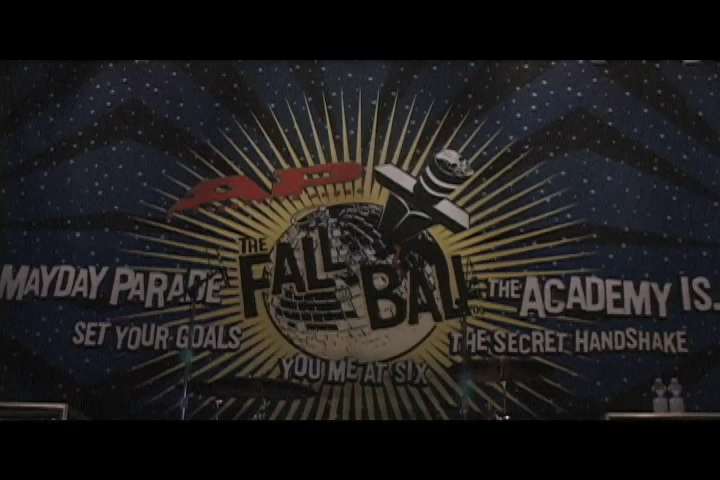 AP
THE
FALL
BALL
MAYDAY PARADE
THE ACADEMY IS...
SET YOUR GOALS
THE SECRET HANDSHAKE
YOU ME AT SIX